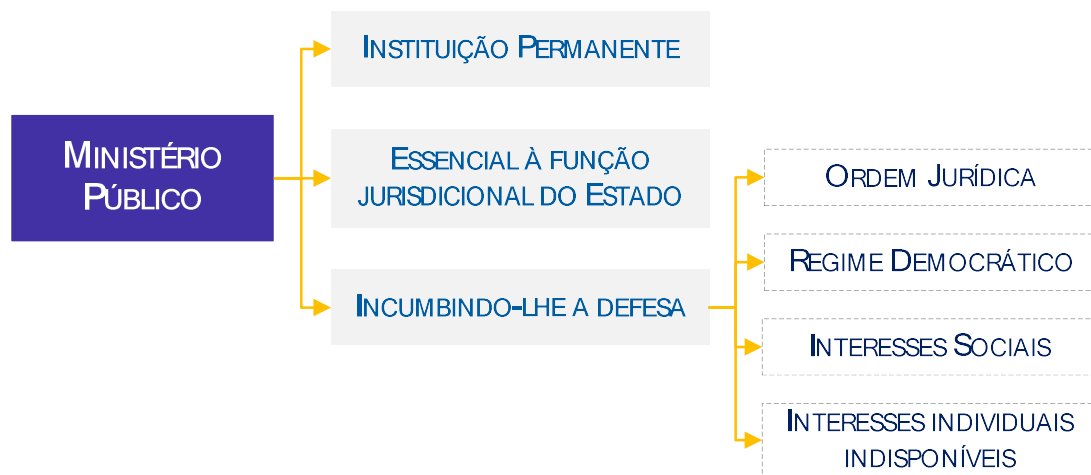 MINISTÉRIO
PÚBLICO
INSTITUIÇÃO PERMANENTE
ESSENCIAL À FUNÇÃO
JURISDICIONAL DO ESTADO
INCUMBINDO-LHE A DEFESA
ORDEM JURÍDICA
REGIME DEMOCRÁTICO
INTERESSES SOCIAIS
INTERESSES INDIVIDUAIS
INDISPONÍVEIS